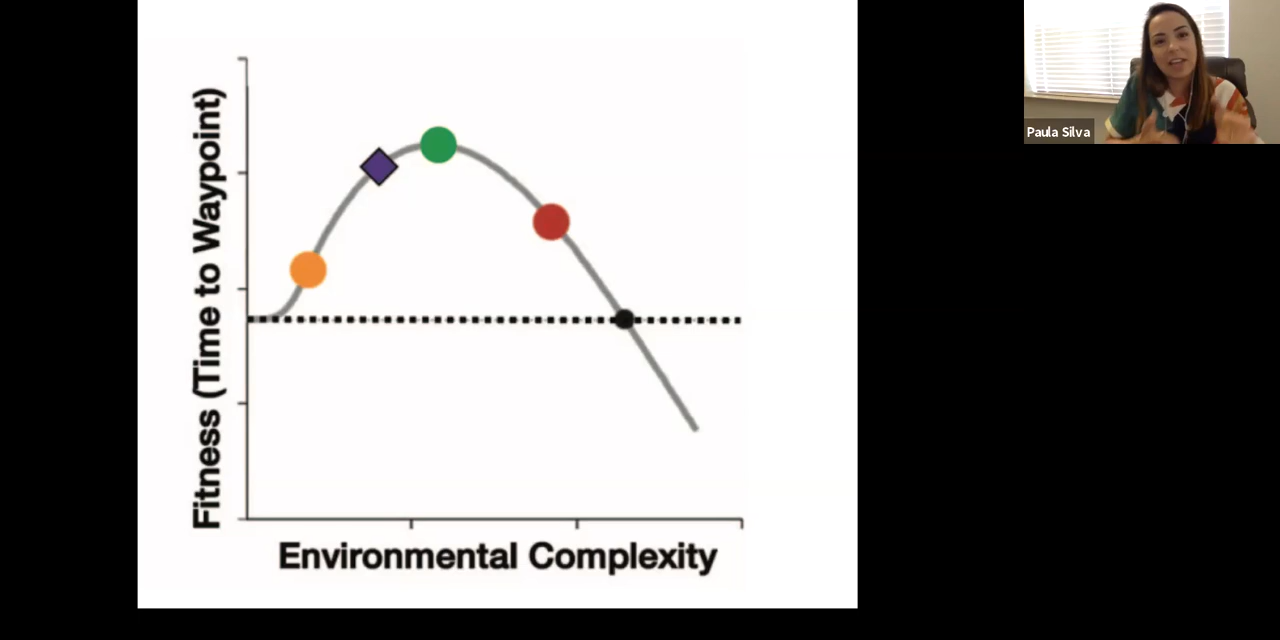 Fitness (Time to Waypoint)
Environmental Complexity
Paula Silva